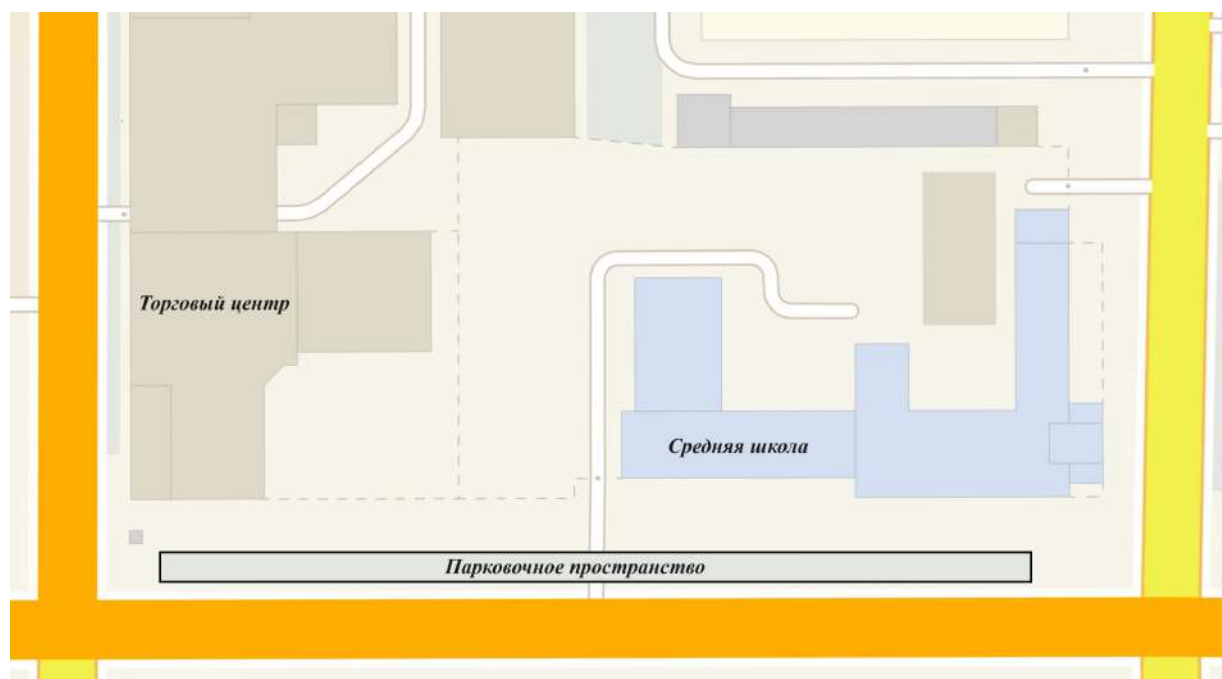 Торговый центр
Средняя школа
Парковочное пространство